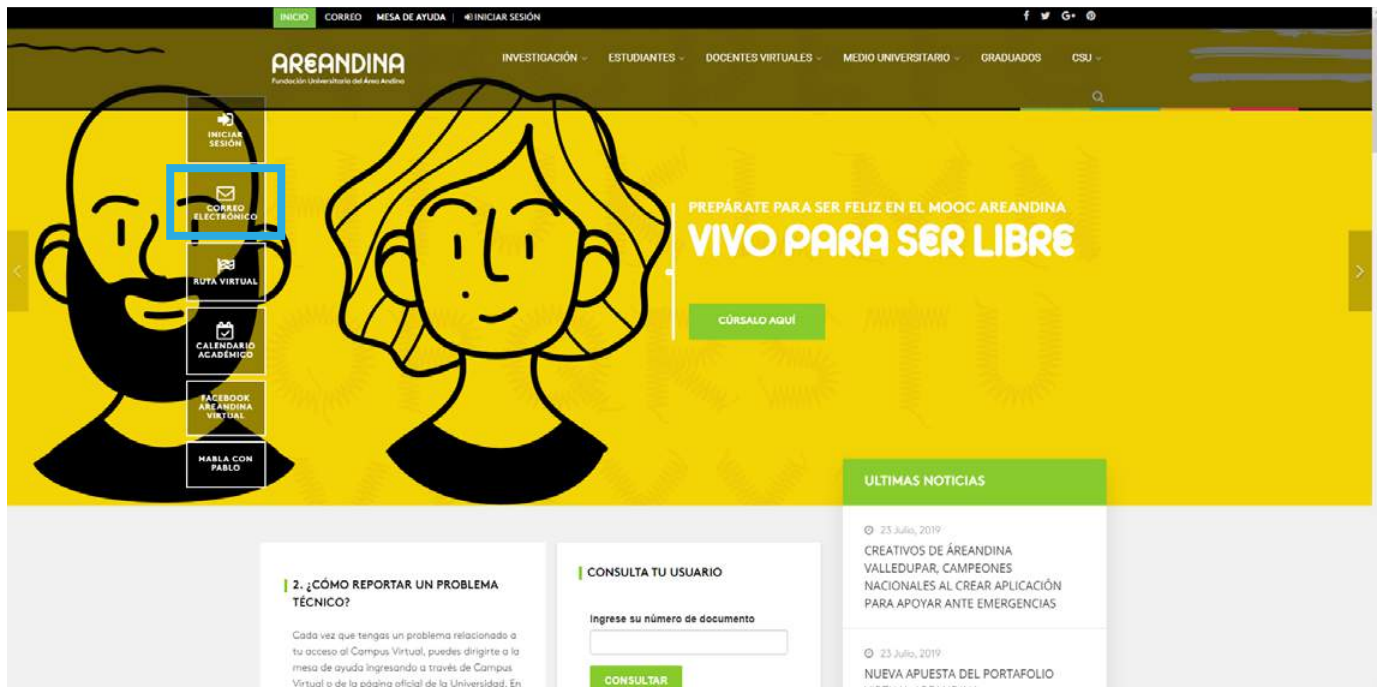 INICIO CORREO MESA DE AYUDA INICIAR SESIÓN
AREANDINA
Fundación Universitaria del Área Andina
INVESTIGACIÓN ESTUDIANTES DOCENTES VIRTUALES MEDIO UNIVERSITARIO GRADUADOS CSU
INICIAR
SESIÓN
CORREO
ELECTRÓNICO
RUTA VIRTUAL
CALENDARIO
ACADÉMICO
FACEBOOK
AREANDINA
VIRTUAL
HABLA CON
PABLO
PREPÁRATE PARA SER FELIZ EN EL MOOC AREANDINA
VIVO PARA SER LIBRE
CÚRSALO AQUÍ
2. ¿CÓMO REPORTAR UN PROBLEMA
TÉCNICO?
Cada vez que tengas un problema relacionado a
tu acceso al Campus Virtual, puedes dirigirte a la
mesa de ayuda ingresando a través de Campus
Virtual o de la página oficial de la Universidad. En
CONSULTA TU USUARIO
Ingrese su número de documento
CONSULTAR
ULTIMAS NOTICIAS
23 Julio, 2019
CREATIVOS DE ÁREANDINA
VALLEDUPAR, CAMPEONES
NACIONALES AL CREAR APLICACIÓN
PARA APOYAR ANTE EMERGENCIAS
23 Julio, 2019
NUEVA APUESTA DEL PORTAFOLIO